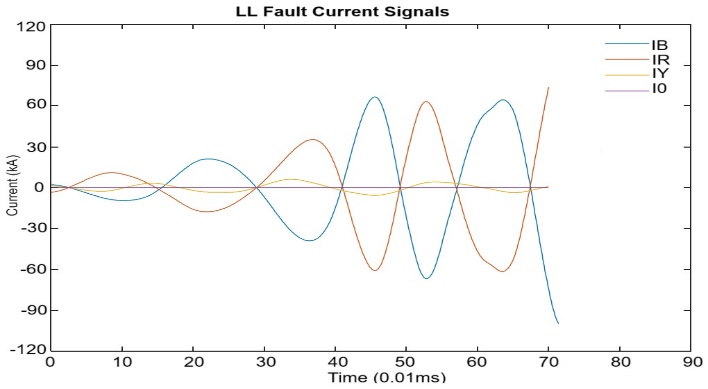 LL Fault Current Signals
120
90
60
30
0
-30
-60
-90
-120
Current (kA)
IB
IR
IY
I0
0 10 20 30 40 50 60 70 80 90
Time (0.01ms)